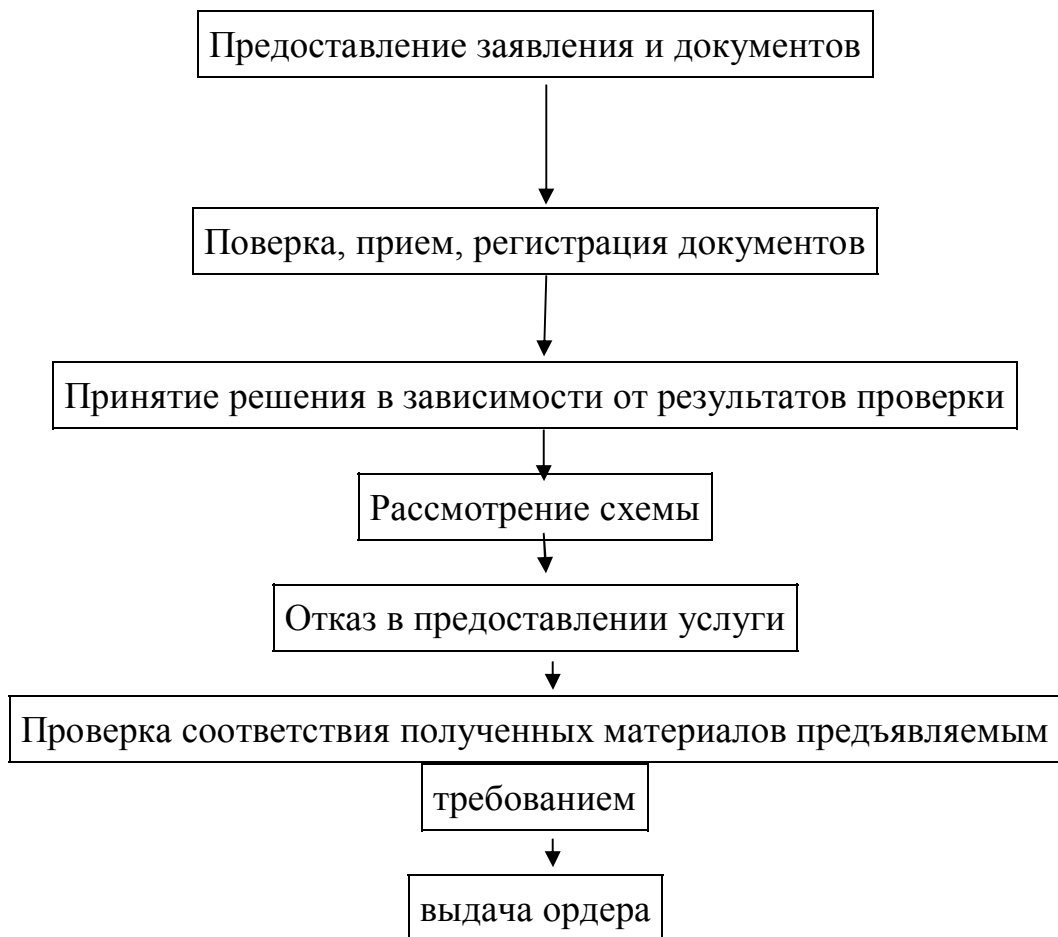 Предоставление заявления и документов
Поверка, прием, регистрация документов
Принятие решения в зависимости от результатов проверки
Рассмотрение схемы
Отказ в предоставлении услуги
Проверка соответствия полученных материалов предъявляемым
требованием
выдача ордера